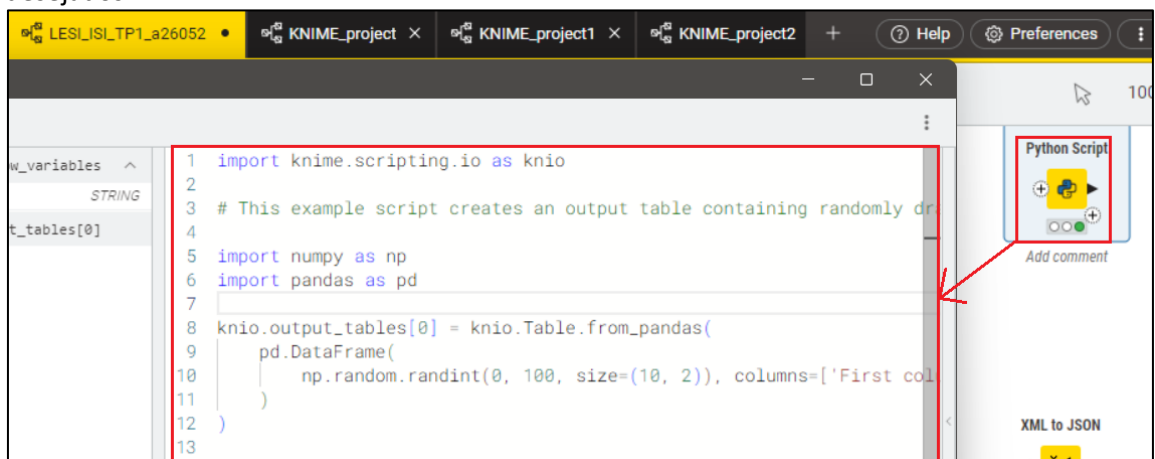 LESI_ISI_TP1_a26052 KNIME_project KNIME_project1 KNIME_project2 + Help Preferences
100
w_variables
STRING
t_tables[0]
1 import knime.scripting.io as knio
2
3 # This example script creates an output table containing randomly dr
4
5 import numpy as np
6 import pandas as pd
7
8 knio.output_tables[0] = knio.Table.from_pandas(
9 pd.DataFrame(
10 np.random.randint(0, 100, size=(10, 2)), columns=['First col
11 )
12 )
13
Python Script
Add comment
XML to JSON